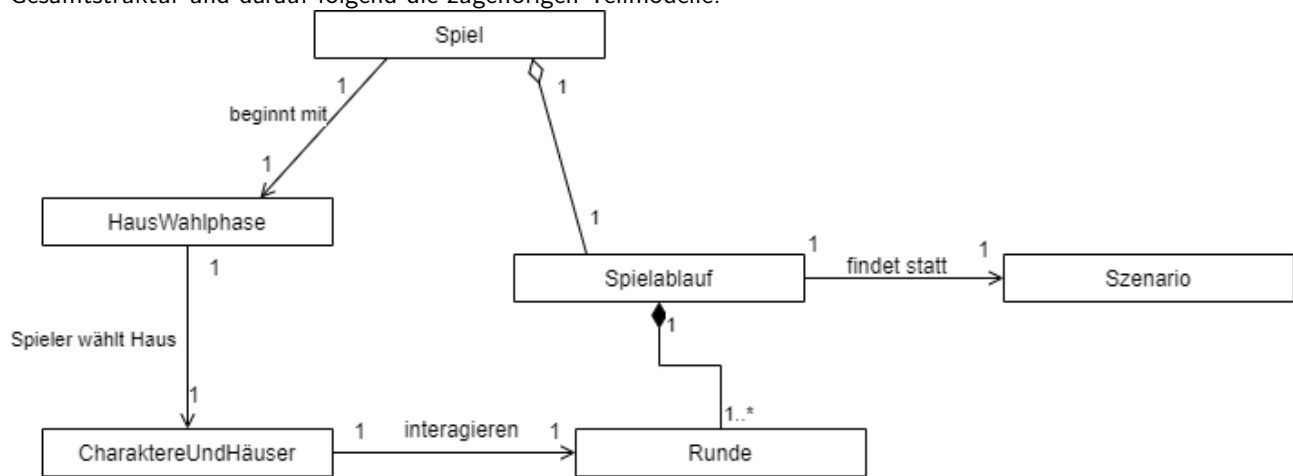 Gesamtstruktur und darauf folgend die zugehörigen Teilmodelle.
Spiel
1
1
beginnt mit
1
HausWahlphase
1
1
Spielablauf
1
findet statt
1
Szenario
1
Spieler wählt Haus
1
1..*
CharaktereUndHäuser
1
interagieren
1
Runde